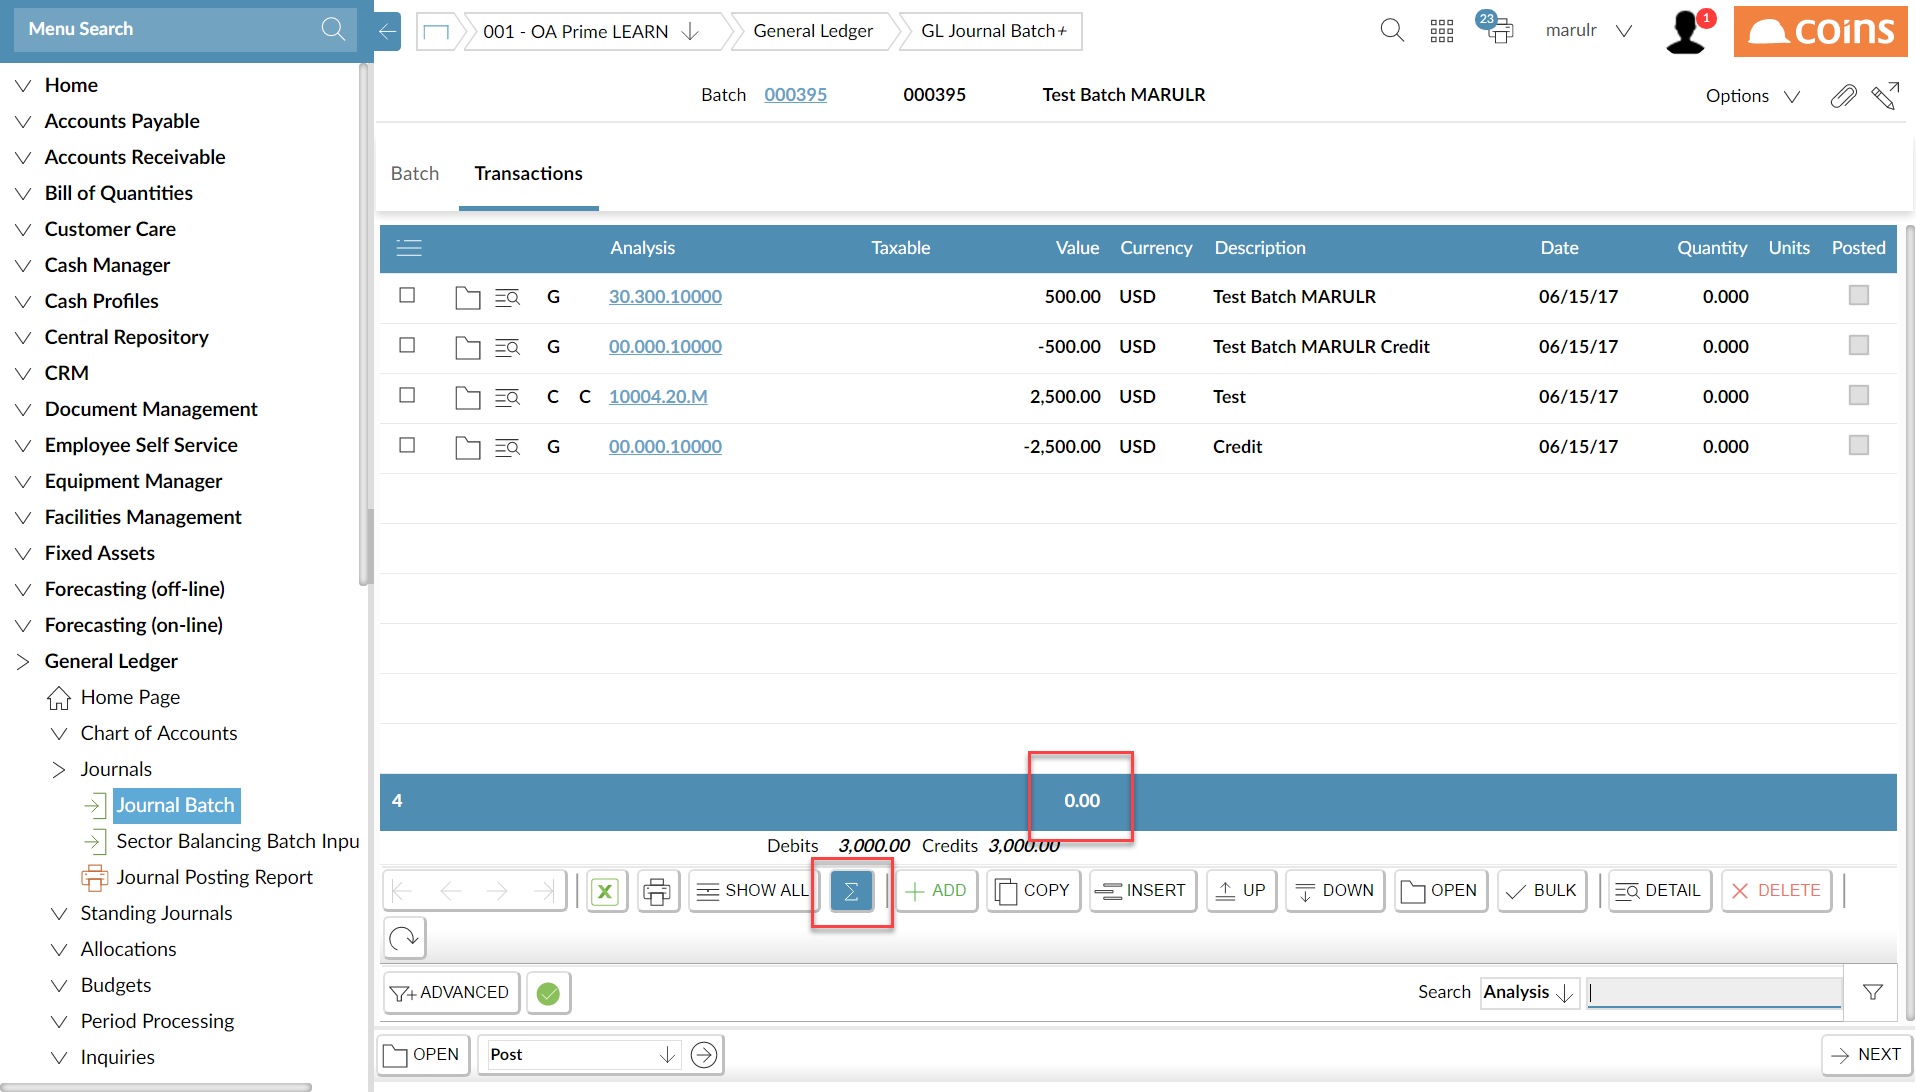 Menu Search
001 - OA Prime LEARN
General Ledger
GL Journal Batch+
23
marulr
1
coins
Home
Accounts Payable
Accounts Receivable
Bill of Quantities
Customer Care
Cash Manager
Cash Profiles
Central Repository
CRM
Document Management
Employee Self Service
Equipment Manager
Facilities Management
Fixed Assets
Forecasting (off-line)
Forecasting (on-line)
General Ledger
Home Page
Chart of Accounts
Journals
Journal Batch
Sector Balancing Batch Inpu
Journal Posting Report
Standing Journals
Allocations
Budgets
Period Processing
Inquiries
Batch 000395 000395 Test Batch MARULR
Options
Batch Transactions
Analysis Taxable Value Currency Description Date Quantity Units Posted
G 30.300.10000 500.00 USD Test Batch MARULR 06/15/17 0.000
G 00.000.10000 -500.00 USD Test Batch MARULR Credit 06/15/17 0.000
C C 10004.20.M 2,500.00 USD Test 06/15/17 0.000
G 00.000.10000 -2,500.00 USD Credit 06/15/17 0.000
4 0.00
Debits 3,000.00 Credits 3,000.00
X SHOW ALL Σ ADD COPY INSERT UP DOWN OPEN BULK DETAIL DELETE
ADVANCED
Search Analysis
OPEN Post NEXT